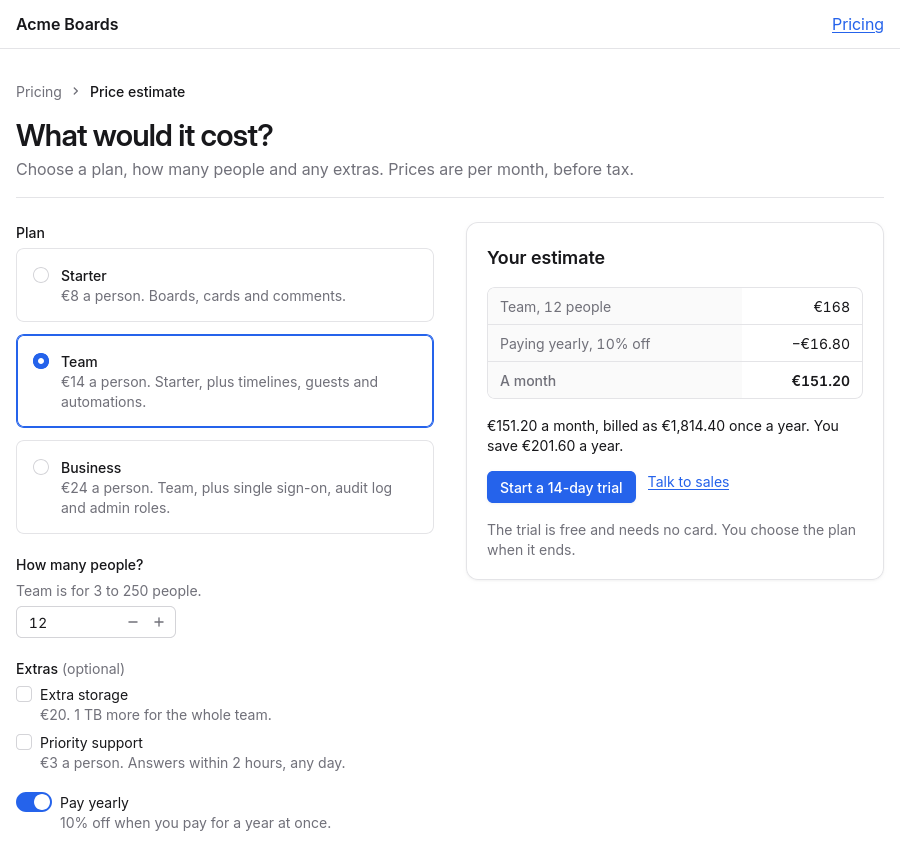 Acme Boards
Pricing
Pricing
Price estimate
What would it cost?
Choose a plan, how many people and any extras. Prices are per month, before tax.
Plan
Starter
€8 a person. Boards, cards and comments.
Team
€14 a person. Starter, plus timelines, guests and
automations.
Business
€24 a person. Team, plus single sign-on, audit log
and admin roles.
How many people?
Team is for 3 to 250 people.
12
Extras (optional)
Extra storage
€20. 1 TB more for the whole team.
Priority support
€3 a person. Answers within 2 hours, any day.
Pay yearly
10% off when you pay for a year at once.
Your estimate
Team, 12 people €168
Paying yearly, 10% off −€16.80
A month €151.20
€151.20 a month, billed as €1,814.40 once a year. You
save €201.60 a year.
Start a 14-day trial
Talk to sales
The trial is free and needs no card. You choose the plan
when it ends.